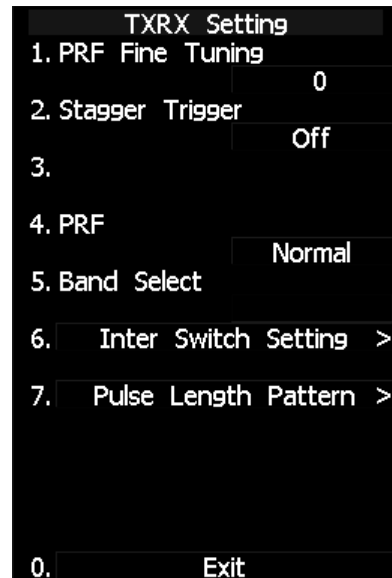 TXRX Setting
1. PRF Fine Tuning
0
2. Stagger Trigger
Off
3.
4. PRF
Normal
5. Band Select
6. Inter Switch Setting >
7. Pulse Length Pattern >
0. Exit